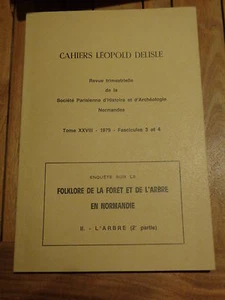 CAHIERS LÉOPOLD DELISLE
Revue trimestrielle
de la
Société Parisienne d'Histoire et d'Archéologie
Normandes
Tome XXVIII - 1979 - Fascicules 3 et 4
ENQUÊTE SUR LE
FOLKLORE DE LA FORET ET DE L'ARBRE
EN NORMANDIE
II. - L'ARBRE (2e partie)